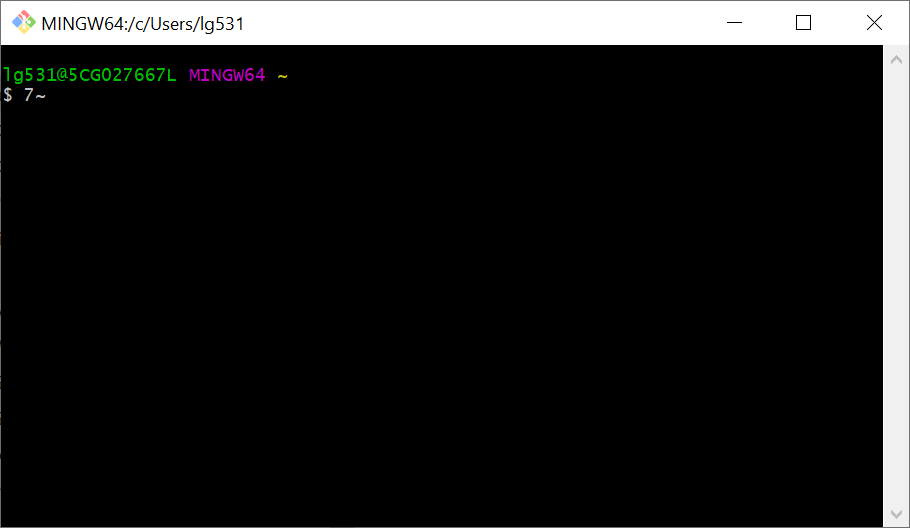 MINGW64:/c/Users/lg531
lg531@5CG027667L MINGW64 ~
$ 7~